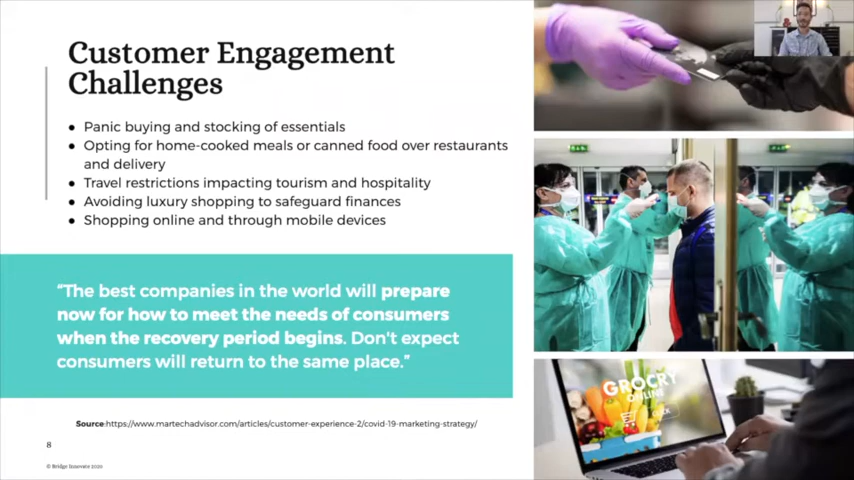 Customer Engagement
Challenges
● Panic buying and stocking of essentials
● Opting for home-cooked meals or canned food over restaurants
and delivery
● Travel restrictions impacting tourism and hospitality
● Avoiding luxury shopping to safeguard finances
● Shopping online and through mobile devices
“The best companies in the world will prepare
now for how to meet the needs of consumers
when the recovery period begins. Don't expect
consumers will return to the same place.”
Source:https://www.martechadvisor.com/articles/customer-experience-2/covid-19-marketing-strategy/
8
© Bridge Innovate 2020
GROCRY
ONLINE